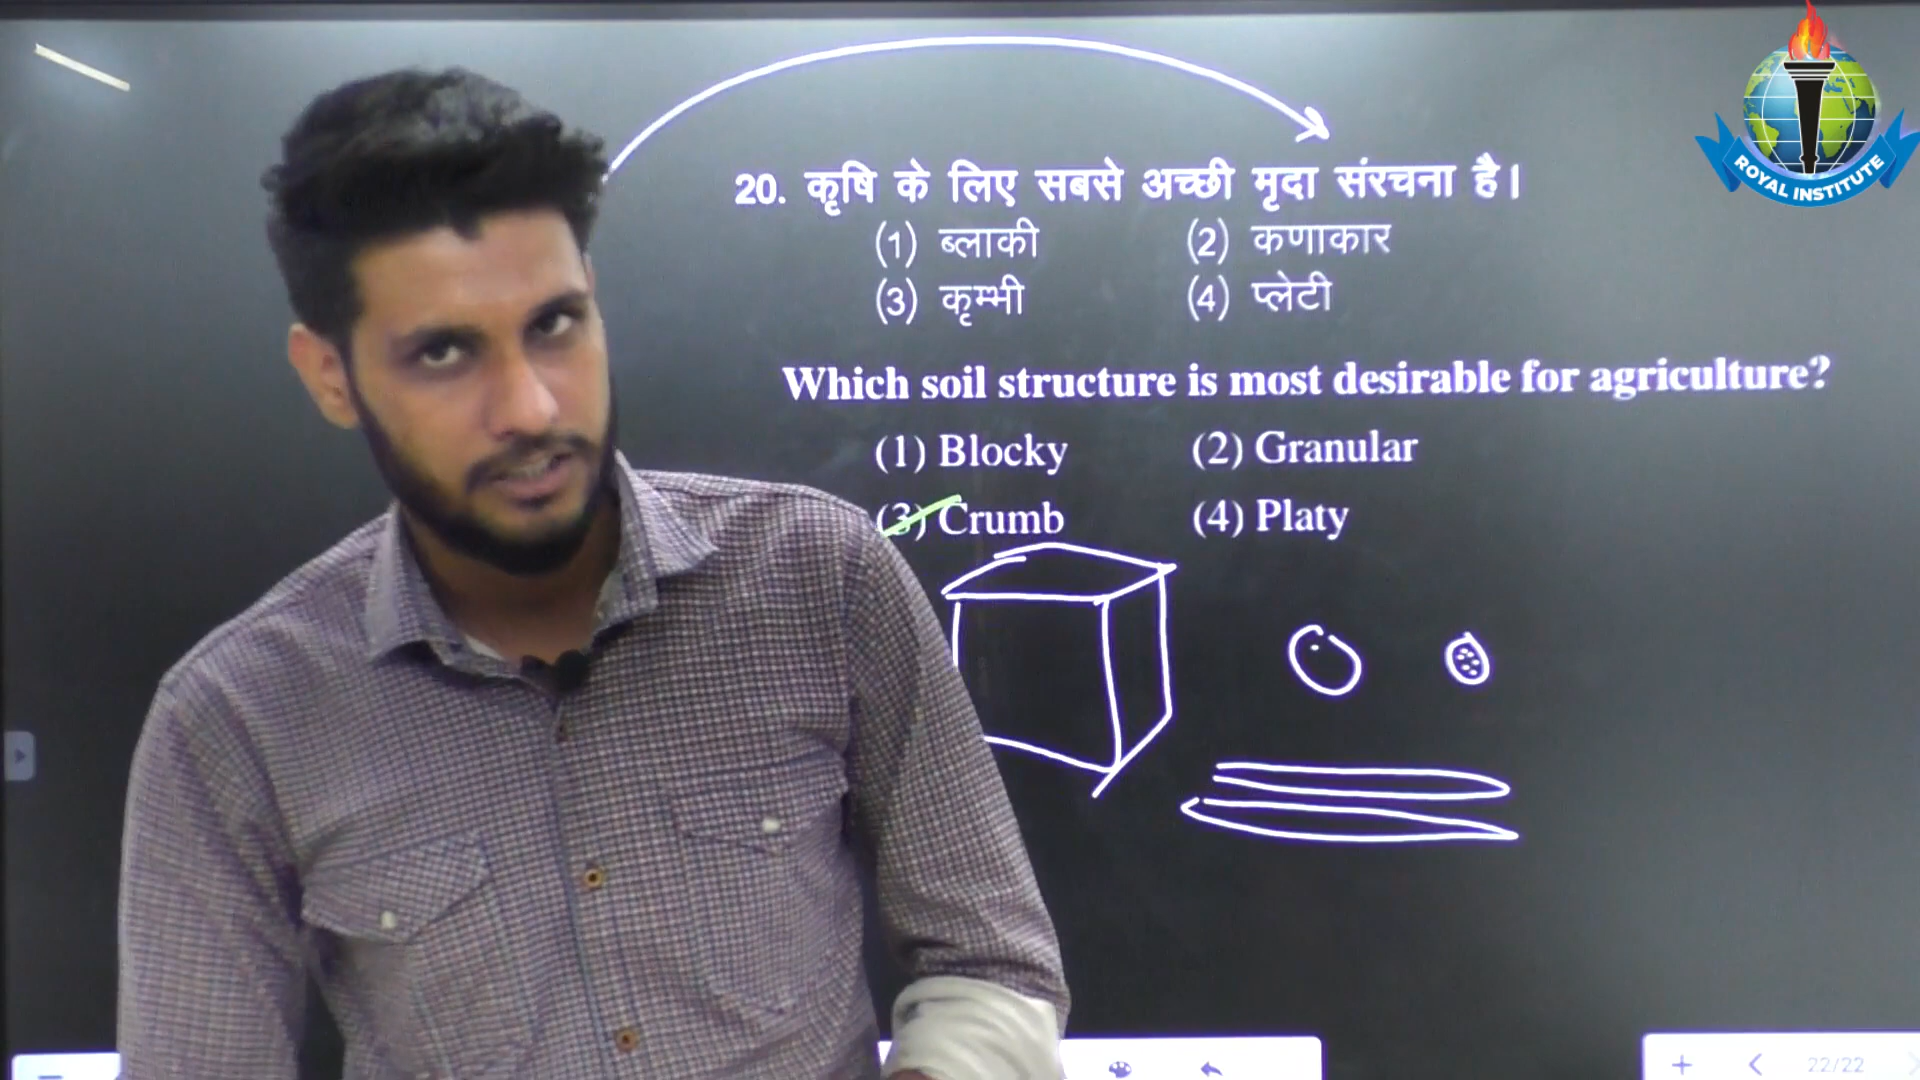 20. कृषि के लिए सबसे अच्छी मृदा संरचना है।
(1) ब्लाकी (2) कणाकार
(3) कृम्भी (4) प्लेटी
Which soil structure is most desirable for agriculture?
(1) Blocky (2) Granular
(3) Crumb (4) Platy
ROYAL INSTITUTE
22/22